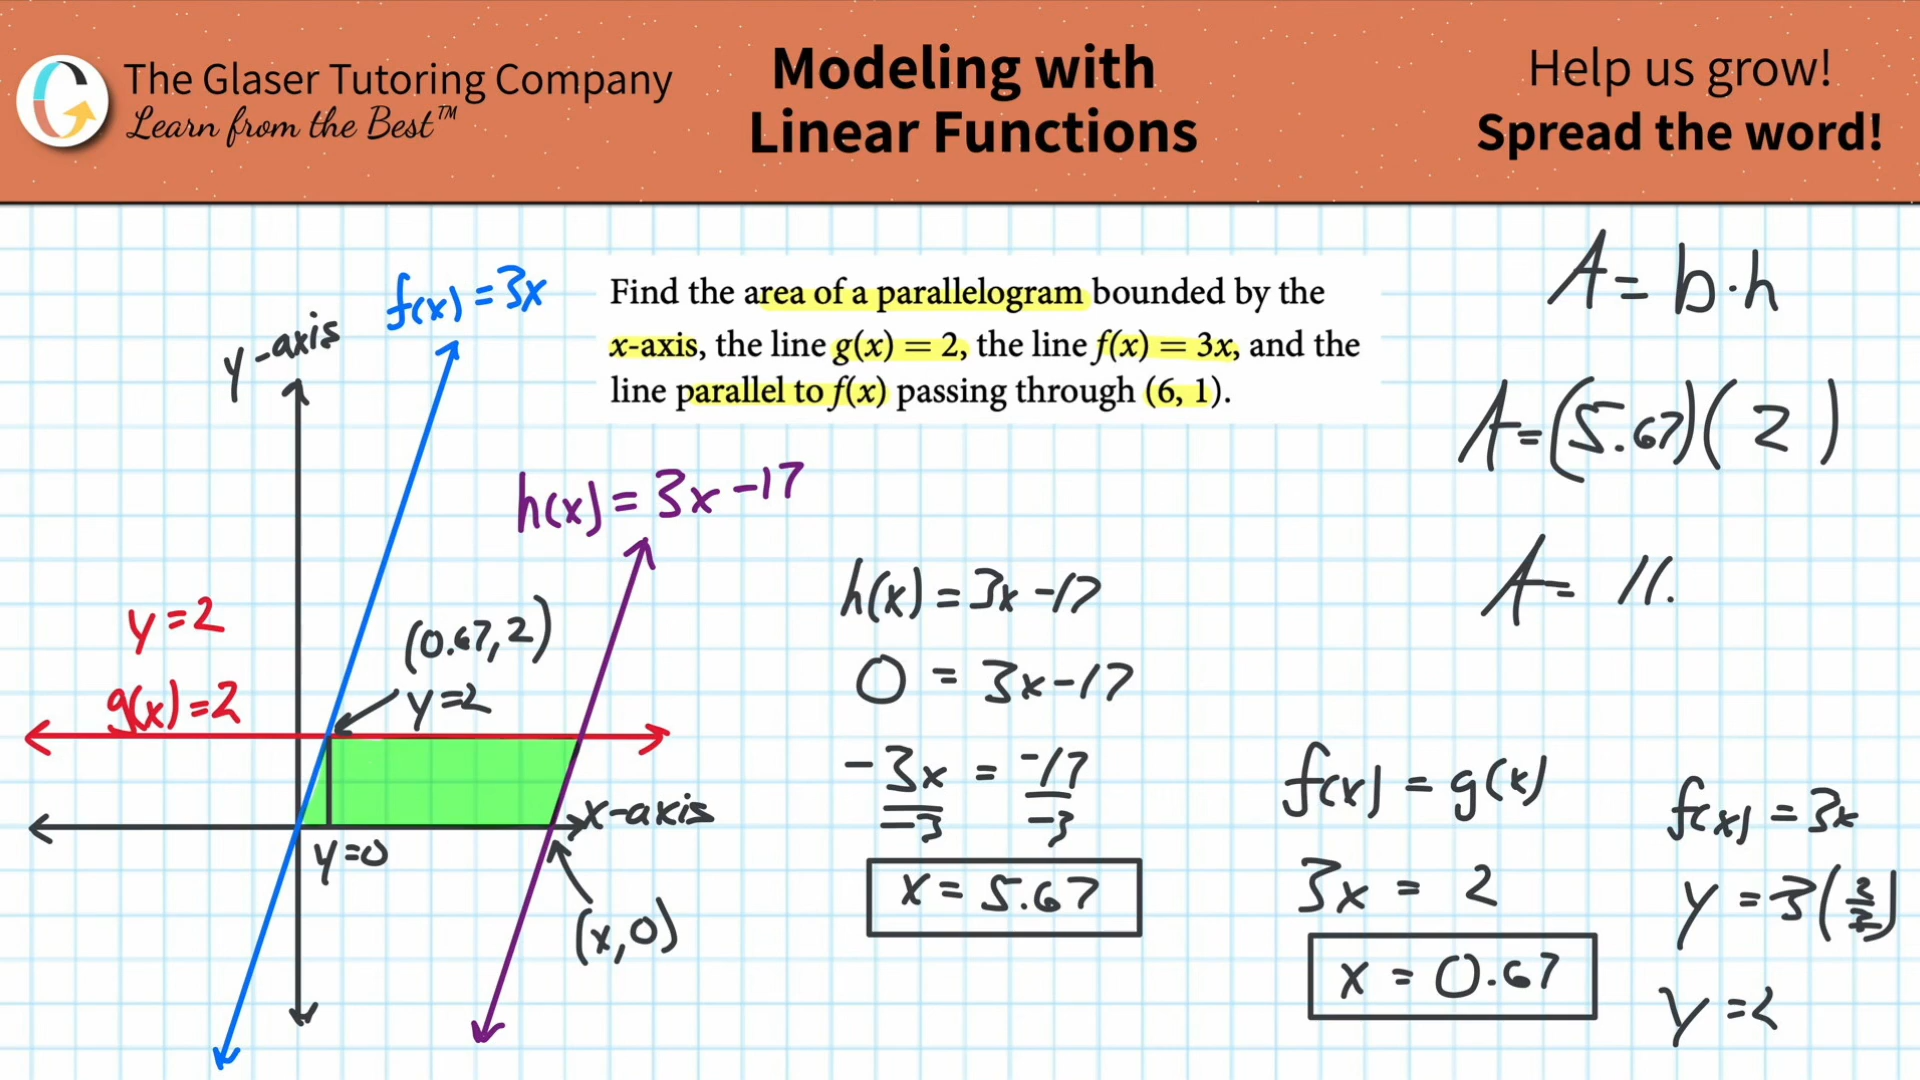 The Glaser Tutoring Company
Learn from the Best™
Modeling with
Linear Functions
Help us grow!
Spread the word!
Find the area of a parallelogram bounded by the
x-axis, the line g(x) = 2, the line f(x) = 3x, and the
line parallel to f(x) passing through (6, 1).
f(x) = 3x
y-axis
h(x) = 3x - 17
y = 2
g(x) = 2
(0.67, 2)
y = 2
x-axis
y = 0
(x, 0)
h(x) = 3x - 17
0 = 3x - 17
-3x = -17
-3 -3
x = 5.67
A = b·h
A = (5.67)(2)
A = 11.
f(x) = g(x)
3x = 2
x = 0.67
f(x) = 3x
y = 3(
y = 2